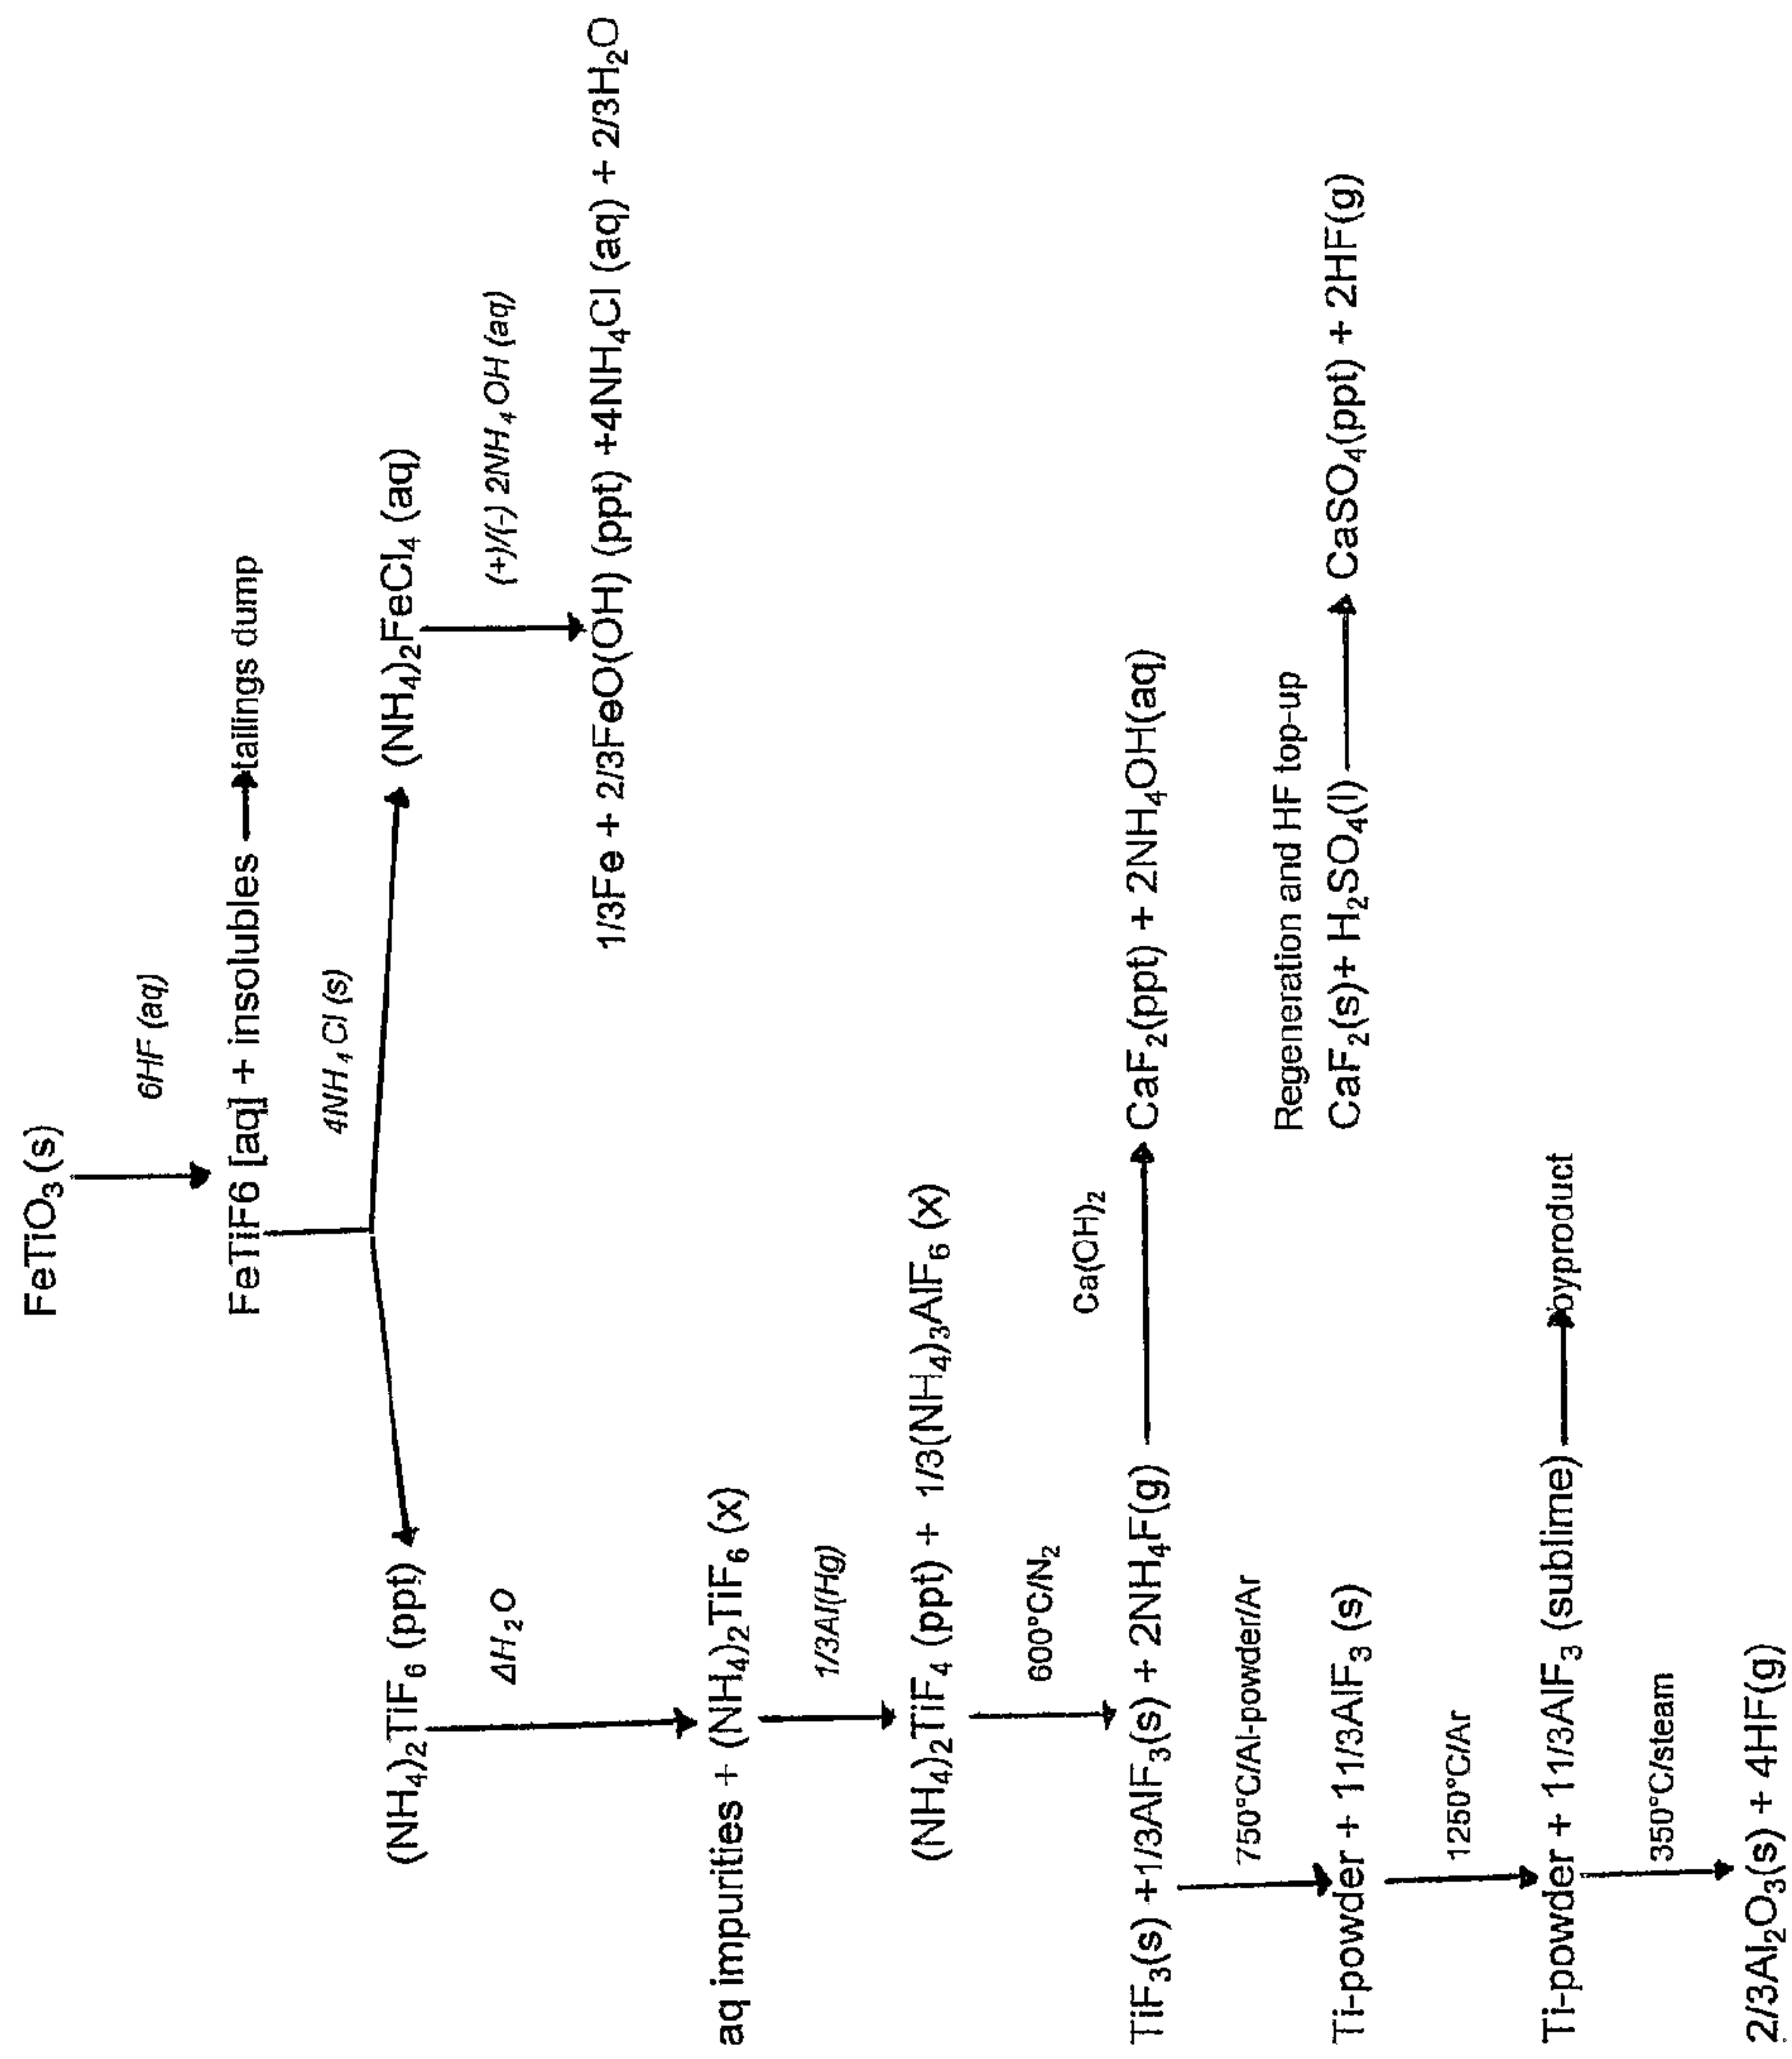 FeTiO₃(s)
6HF (aq)
FeTiF6 [aq] + insolubles
tailings dump
4NH₄Cl (s)
(NH₄)₂TiF₆ (ppt)
(NH₄)₂FeCl₄ (aq)
ΔH₂O
(+)/(-) 2NH₄OH (aq)
1/3Fe + 2/3FeO(OH) (ppt) +4NH₄Cl (aq) + 2/3H₂O
aq impurities + (NH₄)₂TiF₆ (x)
1/3Al(Hg)
(NH₄)₂TiF₄ (ppt) + 1/3(NH₄)₃AlF₆ (x)
600°C/N₂
Ca(OH)₂
TiF₃(s) +1/3AlF₃(s) + 2NH₄F(g)
CaF₂(ppt) + 2NH₄OH(aq)
750°C/Al-powder/Ar
Regeneration and HF top-up
Ti-powder + 11/3AlF₃ (s)
CaF₂(s)+ H₂SO₄(l)
CaSO₄(ppt) + 2HF(g)
1250°C/Ar
Ti-powder + 11/3AlF₃ (sublime)
byproduct
350°C/steam
2/3Al₂O₃(s) + 4HF(g)